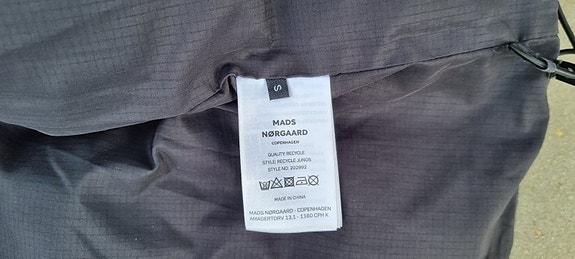 S
MADS
NØRGAARD
COPENHAGEN
QUALITY: RECYCLE
STYLE: RECYCLE JUNOS
STYLE NO. 202992
MADE IN CHINA
MADS NØRGAARD - COPENHAGEN
AMAGERTORV 13,1 - 1160 CPH K